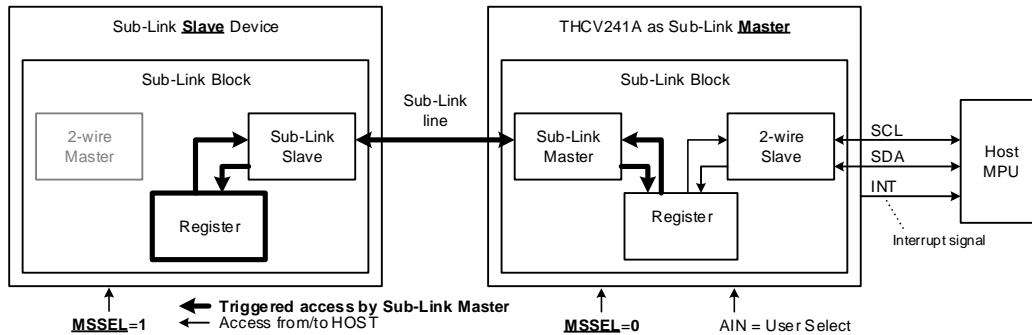 Sub-Link Slave Device
THCV241A as Sub-Link Master
Sub-Link Block
Sub-Link Block
2-wire
Master
Sub-Link
Slave
Sub-Link
line
Sub-Link
Master
2-wire
Slave
SCL
SDA
INT
Host
MPU
Register
Register
Interrupt signal
MSSEL=1
Triggered access by Sub-Link Master
Access from/to HOST
MSSEL=0
AIN = User Select